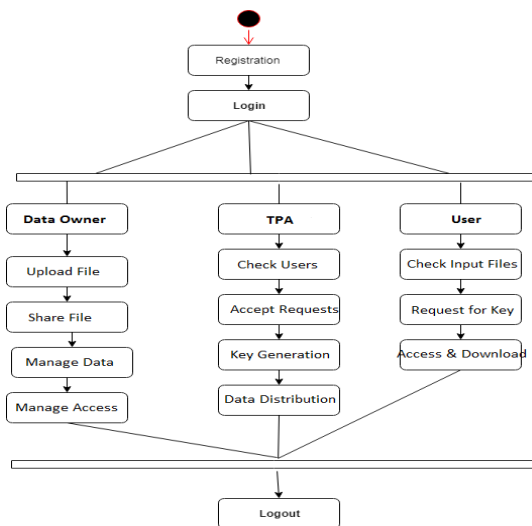 Registration
Login
Data Owner
TPA
User
Upload File
Check Users
Check Input Files
Share File
Accept Requests
Request for Key
Manage Data
Key Generation
Access & Download
Manage Access
Data Distribution
Logout